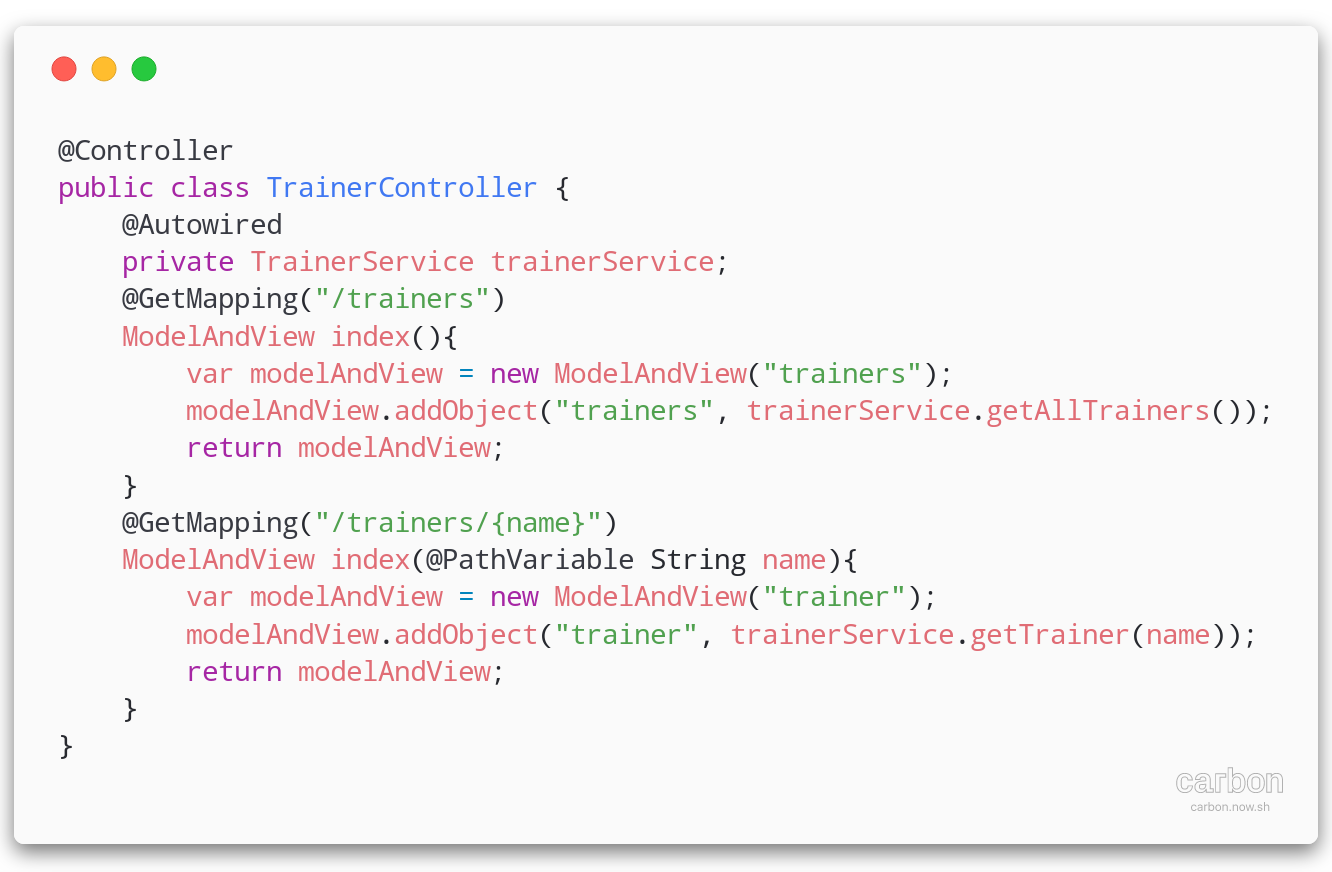 @Controller
public class TrainerController {
    @Autowired
    private TrainerService trainerService;
    @GetMapping("/trainers")
    ModelAndView index(){
        var modelAndView = new ModelAndView("trainers");
        modelAndView.addObject("trainers", trainerService.getAllTrainers());
        return modelAndView;
    }
    @GetMapping("/trainers/{name}")
    ModelAndView index(@PathVariable String name){
        var modelAndView = new ModelAndView("trainer");
        modelAndView.addObject("trainer", trainerService.getTrainer(name));
        return modelAndView;
    }
}
carbon
carbon.now.sh